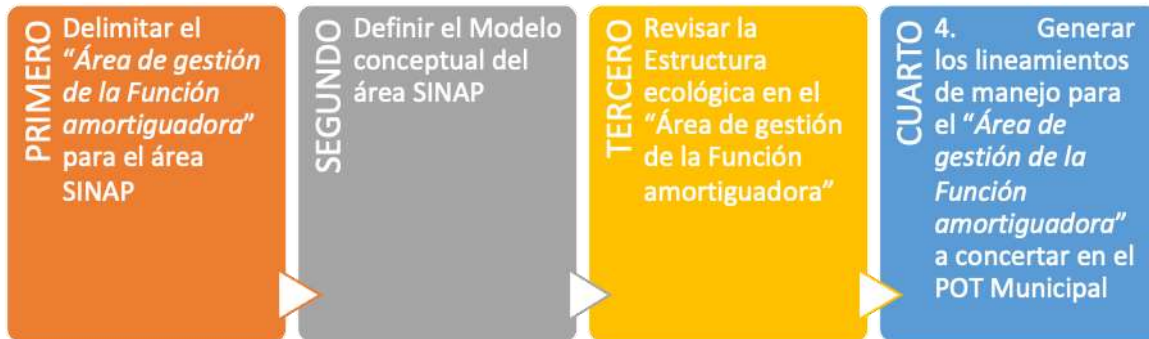 PRIMERO
Delimitar el
“Área de gestión
de la Función
amortiguadora”
para el área
SINAP
SEGUNDO
Definir el Modelo
conceptual del
área SINAP
TERCERO
Revisar la
Estructura
ecológica en el
“Área de gestión
de la Función
amortiguadora”
CUARTO
4. Generar
los lineamientos
de manejo para
el “Área de
gestión de la
Función
amortiguadora”
a concertar en el
POT Municipal